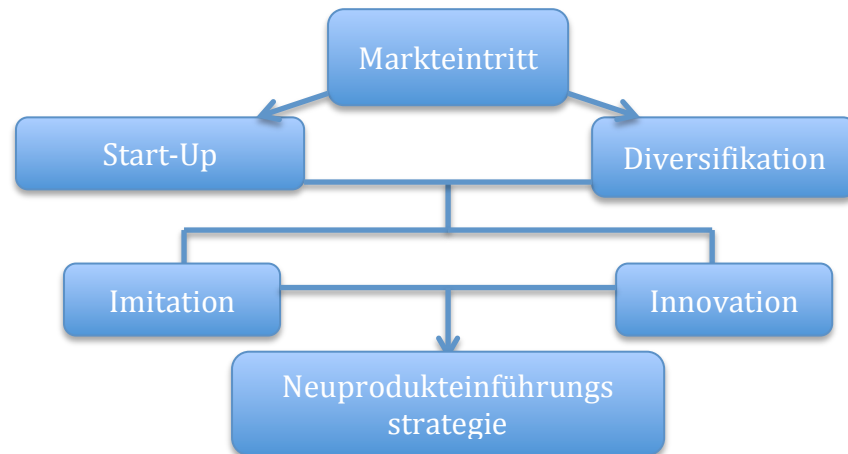 Markteintritt
Start-Up
Diversifikation
Imitation
Innovation
Neuprodukteinführungs
strategie